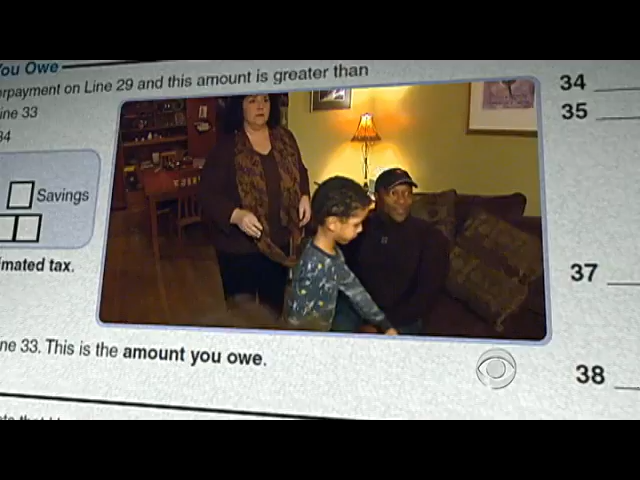 You Owe
rpayment on Line 29 and this amount is greater than
ine 33
34
Savings
imated tax.
ne 33. This is the amount you owe.
34
35
37
38